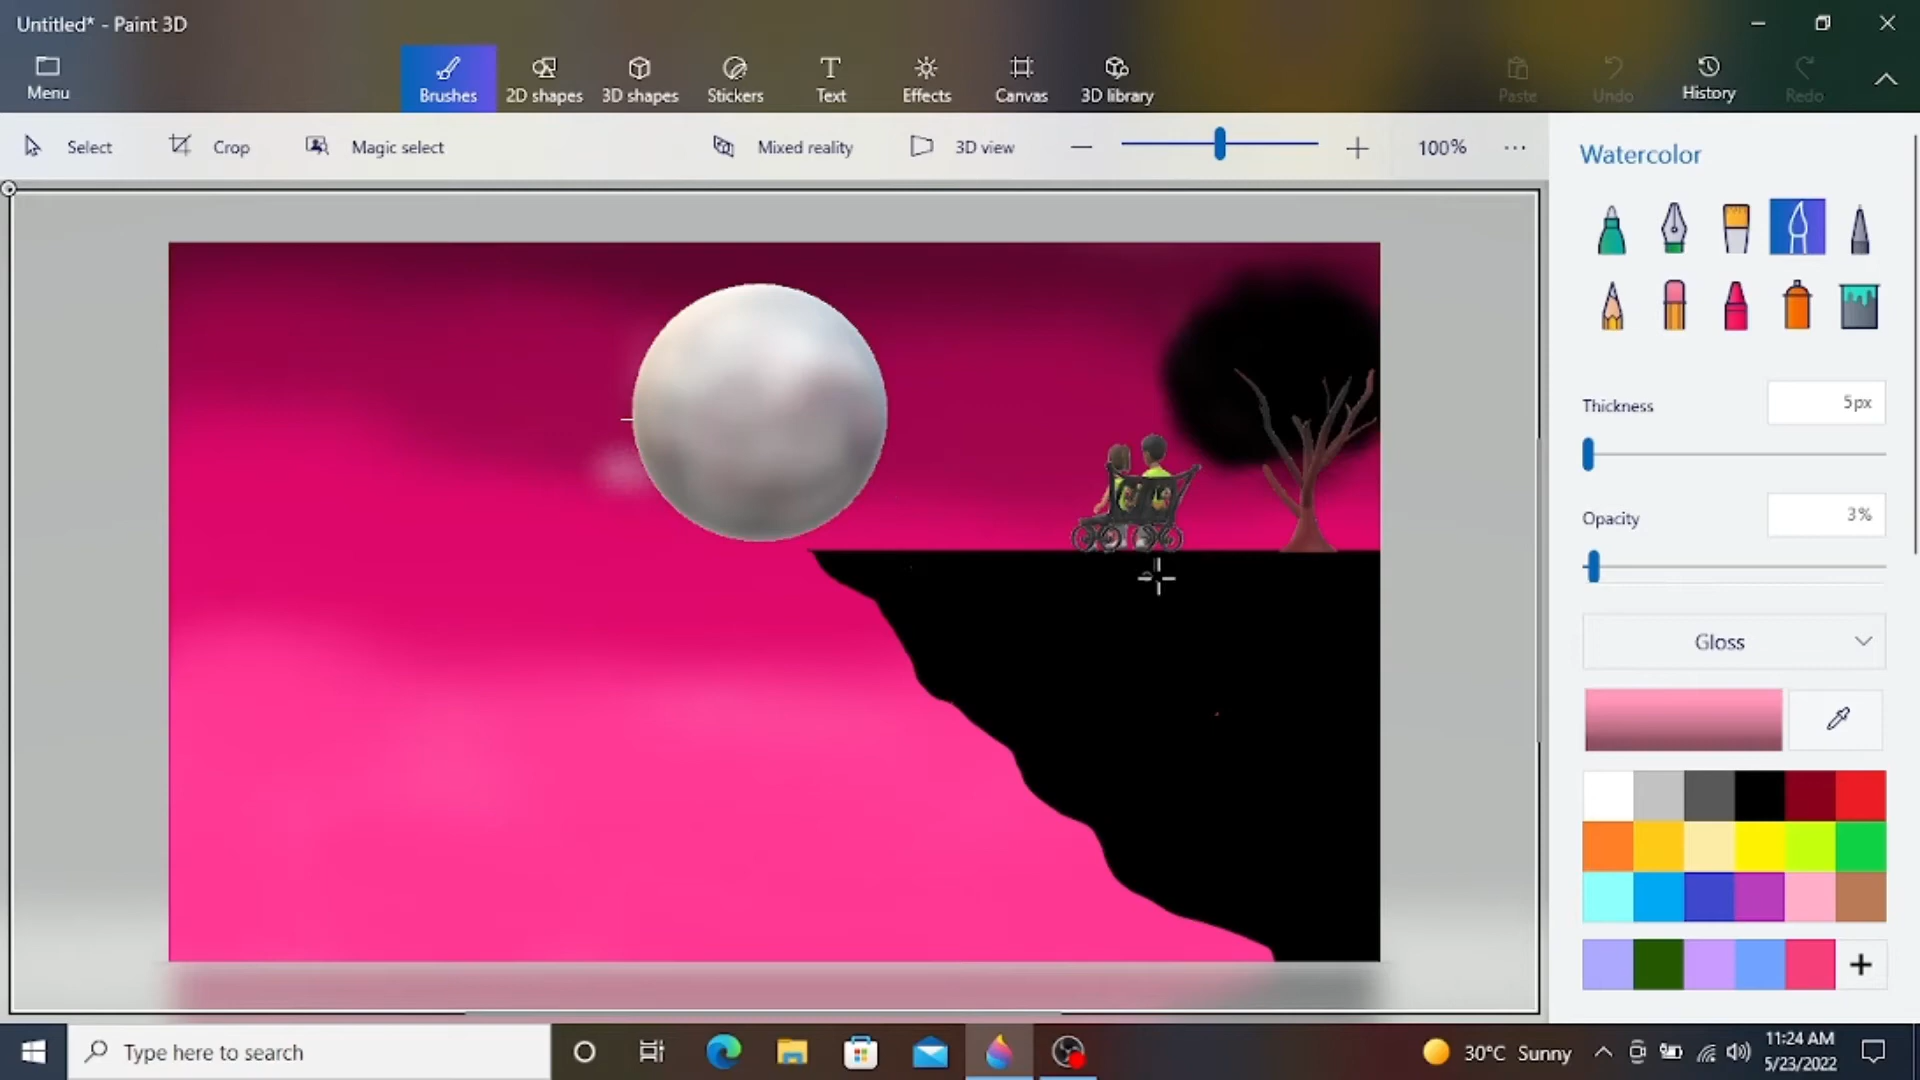 Untitled* - Paint 3D
Menu
Brushes
2D shapes
3D shapes
Stickers
Text
Effects
Canvas
3D library
Paste
Undo
History
Redo
Select
Crop
Magic select
Mixed reality
3D view
100%
Watercolor
Thickness
5px
Opacity
3%
Gloss
Type here to search
30°C Sunny
11:24 AM
5/23/2022